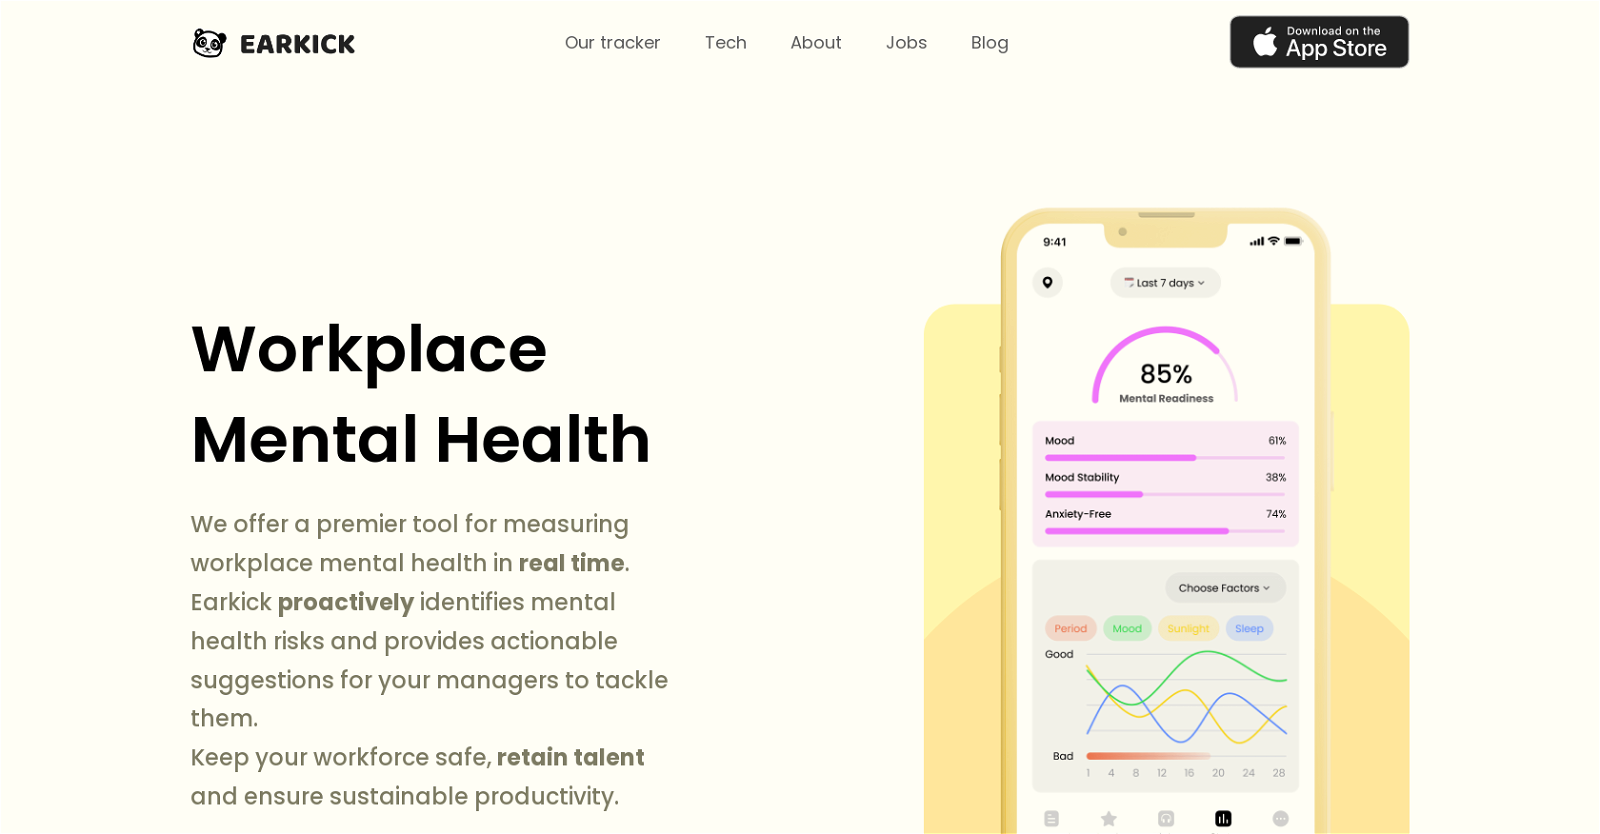 EARKICK
Our tracker
Tech
About
Jobs
Blog
Download on the
App Store
Workplace
Mental Health
We offer a premier tool for measuring
workplace mental health in real time.
Earkick proactively identifies mental
health risks and provides actionable
suggestions for your managers to tackle
them.
Keep your workforce safe, retain talent
and ensure sustainable productivity.
9:41
Last 7 days
85%
Mental Readiness
Mood 61%
Mood Stability 38%
Anxiety-Free 74%
Choose Factors
Period Mood Sunlight Sleep
Good
Bad
1 4 8 12 16 20 24 28